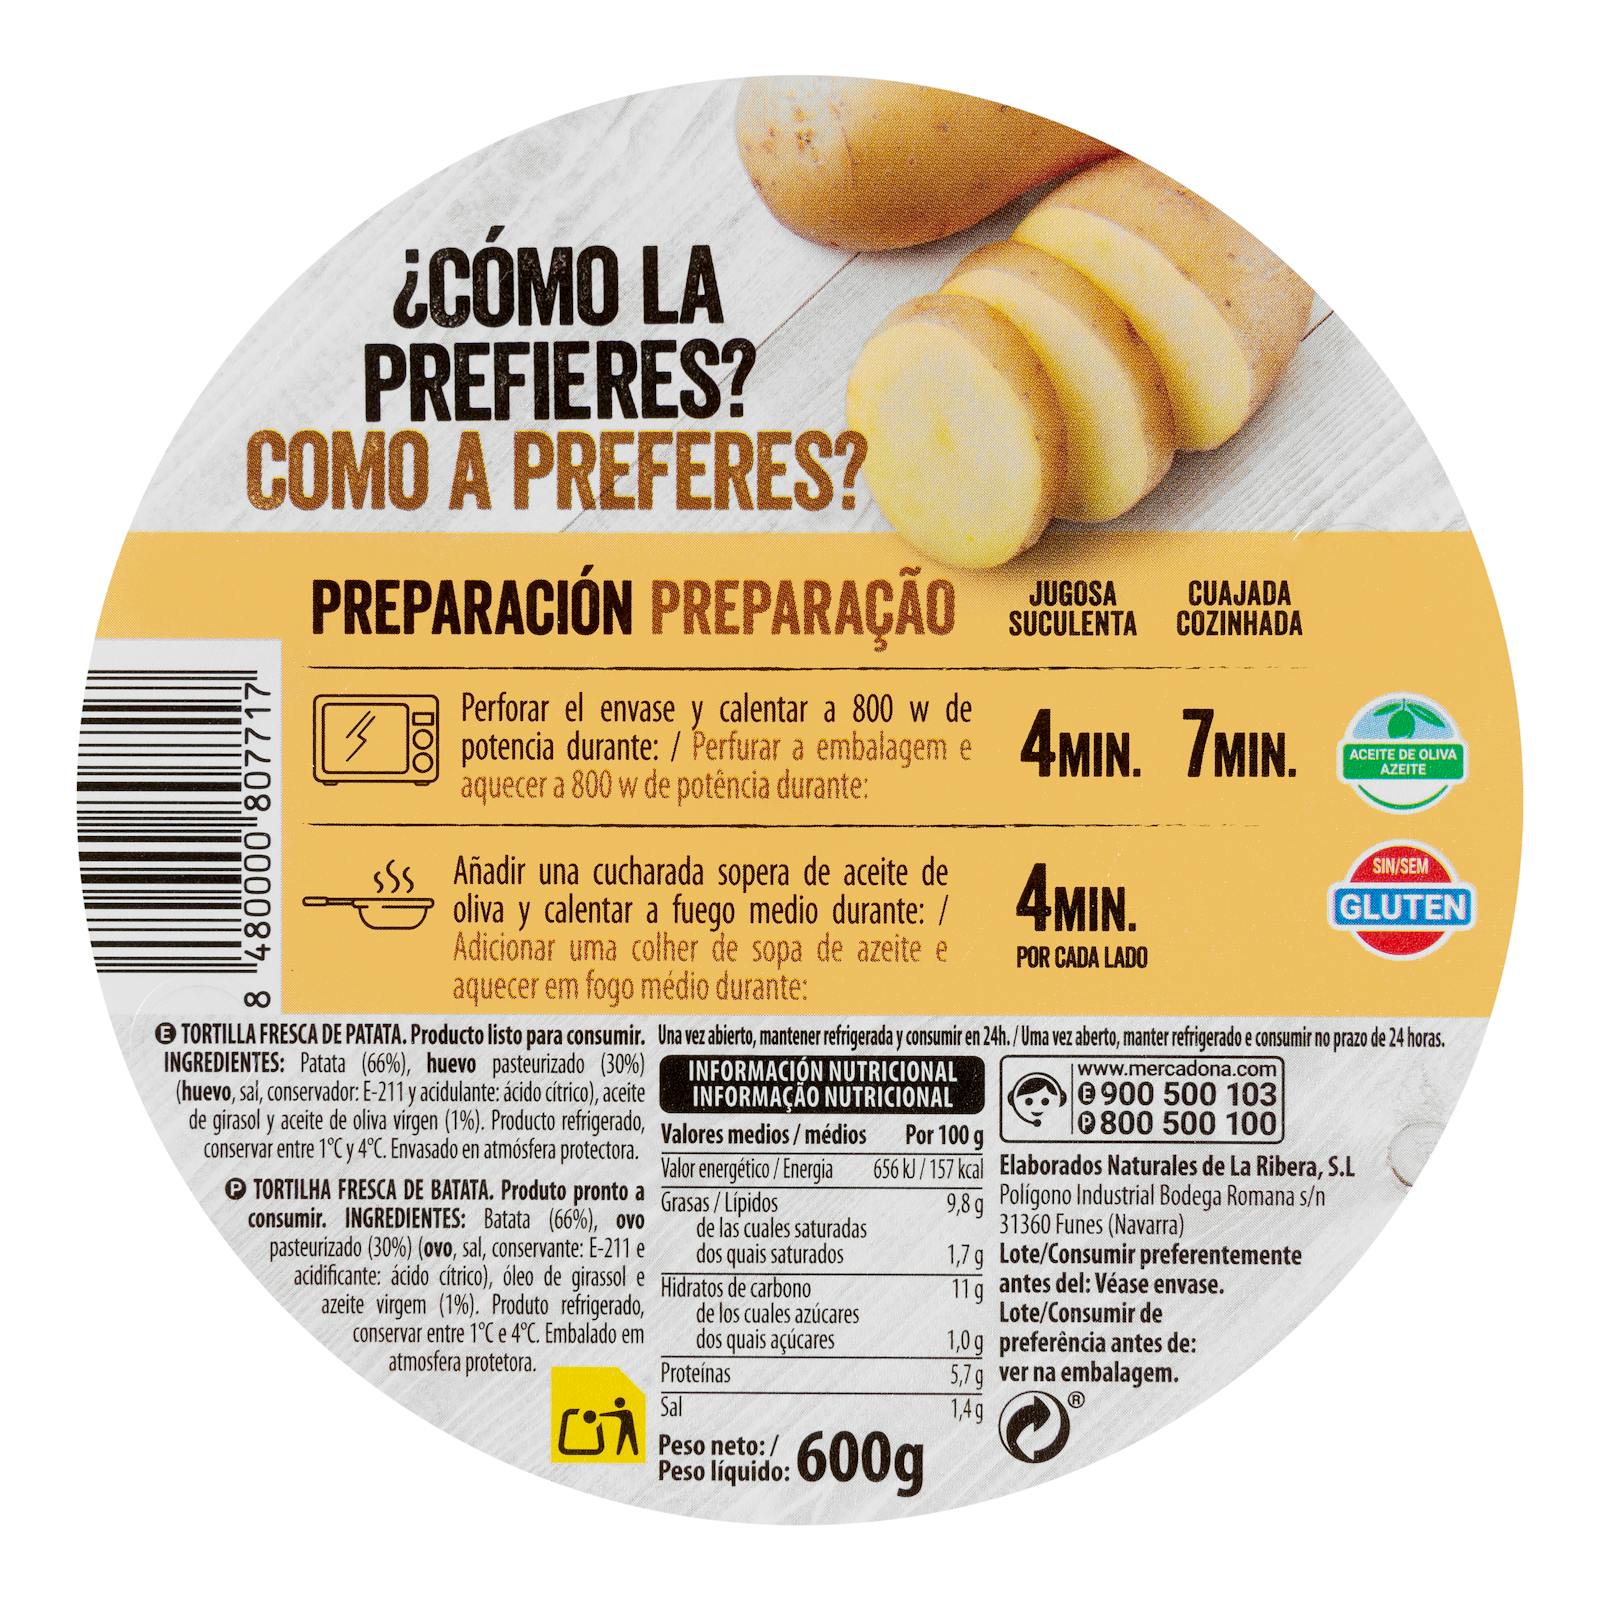 ¿CÓMO LA
PREFIERES?
COMO A PREFERES?
PREPARACIÓN PREPARAÇÃO
JUGOSA
SUCULENTA
CUAJADA
COZINHADA
Perforar el envase y calentar a 800 w de
potencia durante: / Perfurar a embalagem e
aquecer a 800 w de potência durante:
4MIN. 7MIN.
ACEITE DE OLIVA
AZEITE
Añadir una cucharada sopera de aceite de
oliva y calentar a fuego medio durante: /
Adicionar uma colher de sopa de azeite e
aquecer em fogo médio durante:
4MIN.
POR CADA LADO
SIN/SEM
GLUTEN
8 480000 807717
E TORTILLA FRESCA DE PATATA. Producto listo para consumir.
INGREDIENTES: Patata (66%), huevo pasteurizado (30%)
(huevo, sal, conservador: E-211 y acidulante: ácido cítrico), aceite
de girasol y aceite de oliva virgen (1%). Producto refrigerado,
conservar entre 1°C y 4°C. Envasado en atmósfera protectora.
P TORTILHA FRESCA DE BATATA. Produto pronto a
consumir. INGREDIENTES: Batata (66%), ovo
pasteurizado (30%) (ovo, sal, conservante: E-211 e
acidificante: ácido cítrico), óleo de girassol e
azeite virgem (1%). Produto refrigerado,
conservar entre 1°C e 4°C. Embalado em
atmosfera protetora.
Una vez abierto, mantener refrigerada y consumir en 24h. / Uma vez aberto, manter refrigerado e consumir no prazo de 24 horas.
INFORMACIÓN NUTRICIONAL
INFORMAÇÃO NUTRICIONAL
Valores medios / médios Por 100 g
Valor energético / Energia 656 kJ / 157 kcal
Grasas / Lípidos 9,8 g
de las cuales saturadas
dos quais saturados 1,7 g
Hidratos de carbono 11 g
de los cuales azúcares
dos quais açúcares 1,0 g
Proteínas 5,7 g
Sal 1,4 g
Peso neto: /
Peso líquido: 600g
www.mercadona.com
E 900 500 103
P 800 500 100
Elaborados Naturales de La Ribera, S.L
Polígono Industrial Bodega Romana s/n
31360 Funes (Navarra)
Lote/Consumir preferentemente
antes del: Véase envase.
Lote/Consumir de
preferência antes de:
ver na embalagem.
®